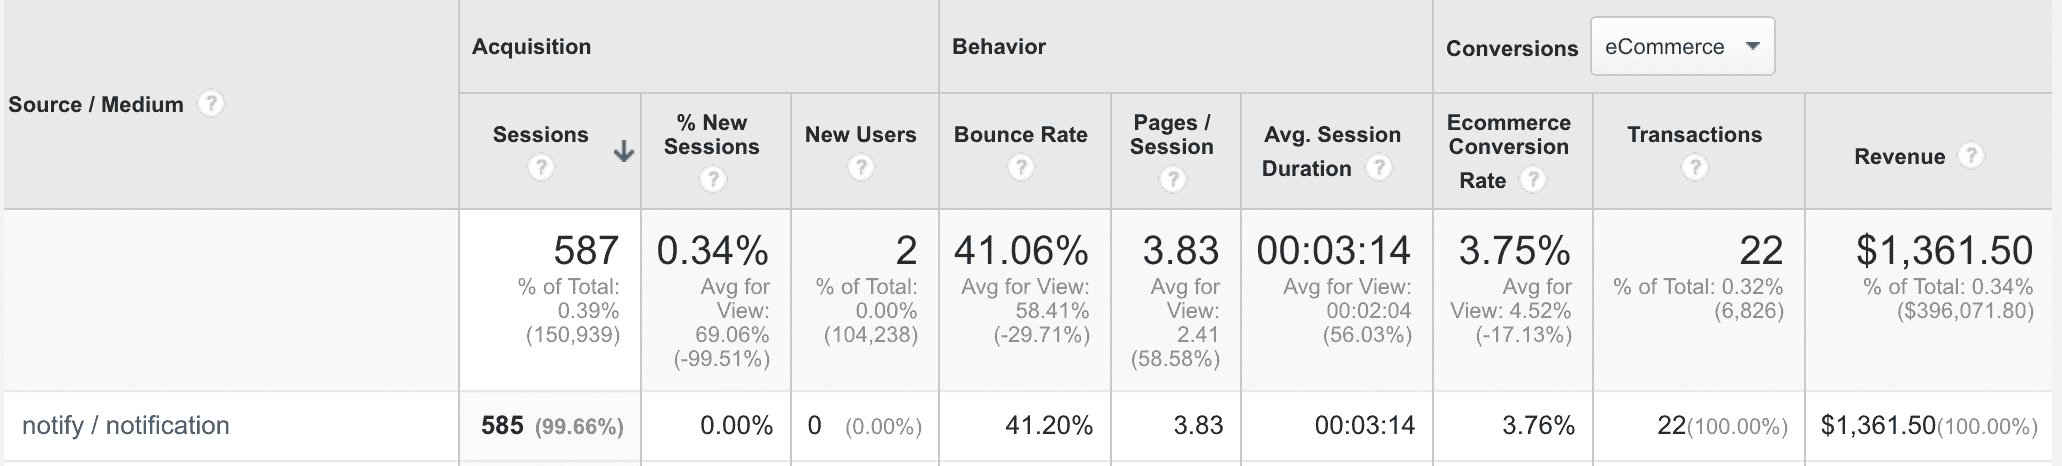 Acquisition
Behavior
Conversions eCommerce
Source / Medium ?
Sessions
?
% New
Sessions
?
New Users
?
Bounce Rate
?
Pages /
Session
?
Avg. Session
Duration ?
Ecommerce
Conversion
Rate ?
Transactions
?
Revenue ?
587
% of Total:
0.39%
(150,939)
0.34%
Avg for
View:
69.06%
(-99.51%)
2
% of Total:
0.00%
(104,238)
41.06%
Avg for View:
58.41%
(-29.71%)
3.83
Avg for
View:
2.41
(58.58%)
00:03:14
Avg for View:
00:02:04
(56.03%)
3.75%
Avg for
View: 4.52%
(-17.13%)
22
% of Total: 0.32%
(6,826)
$1,361.50
% of Total: 0.34%
($396,071.80)
notify / notification 585 (99.66%) 0.00% 0 (0.00%) 41.20% 3.83 00:03:14 3.76% 22(100.00%) $1,361.50(100.00%)